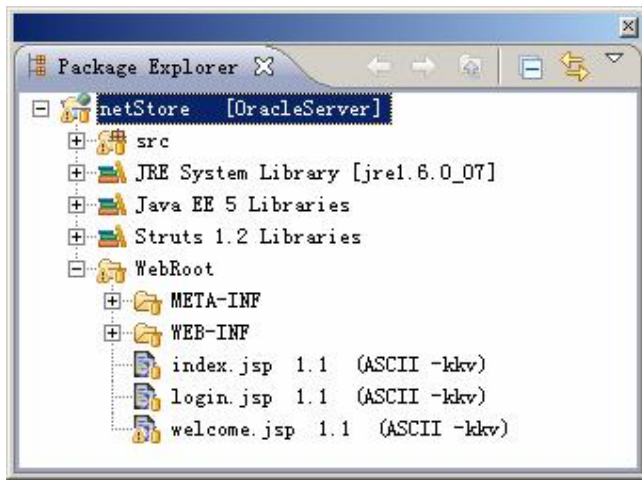 Package Explorer
netStore [OracleServer]
src
JRE System Library [jre1.6.0_07]
Java EE 5 Libraries
Struts 1.2 Libraries
WebRoot
META-INF
WEB-INF
index.jsp 1.1 (ASCII -kkv)
login.jsp 1.1 (ASCII -kkv)
welcome.jsp 1.1 (ASCII -kkv)